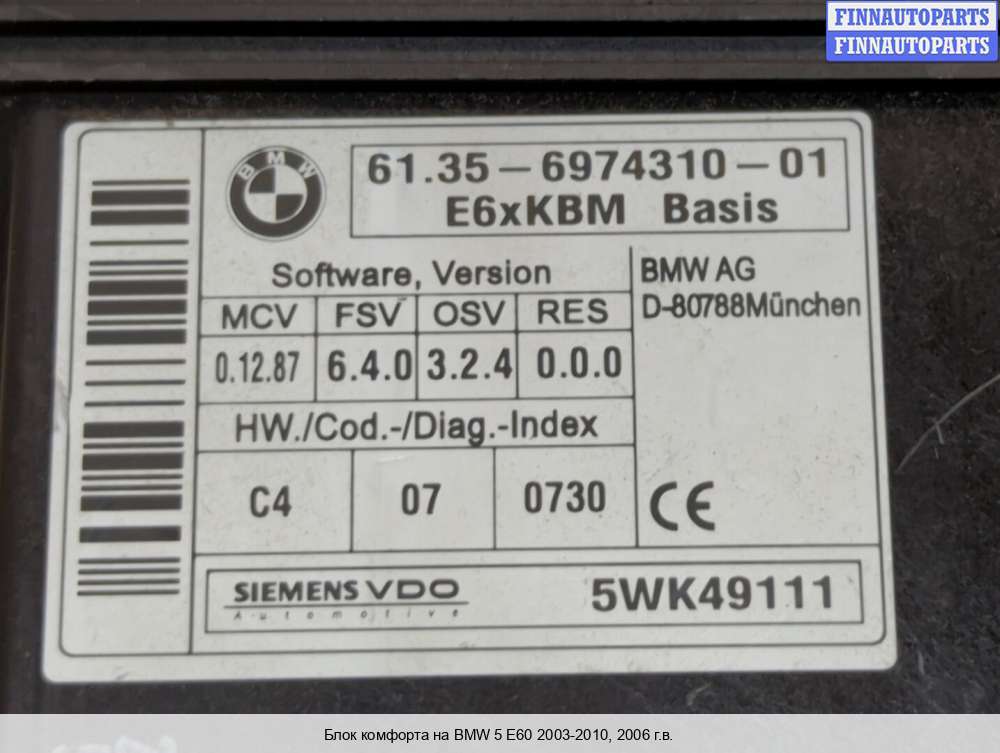 FINNAUTOPARTS
FINNAUTOPARTS
BMW
61.35-6974310-01
E6xKBM Basis
Software, Version
BMW AG
D-80788München
MCV FSV OSV RES
0.12.87 6.4.0 3.2.4 0.0.0
HW./Cod.-/Diag.-Index
C4 07 0730
CE
SIEMENS VDO
Automotive
5WK49111
Блок комфорта на BMW 5 E60 2003-2010, 2006 г.в.